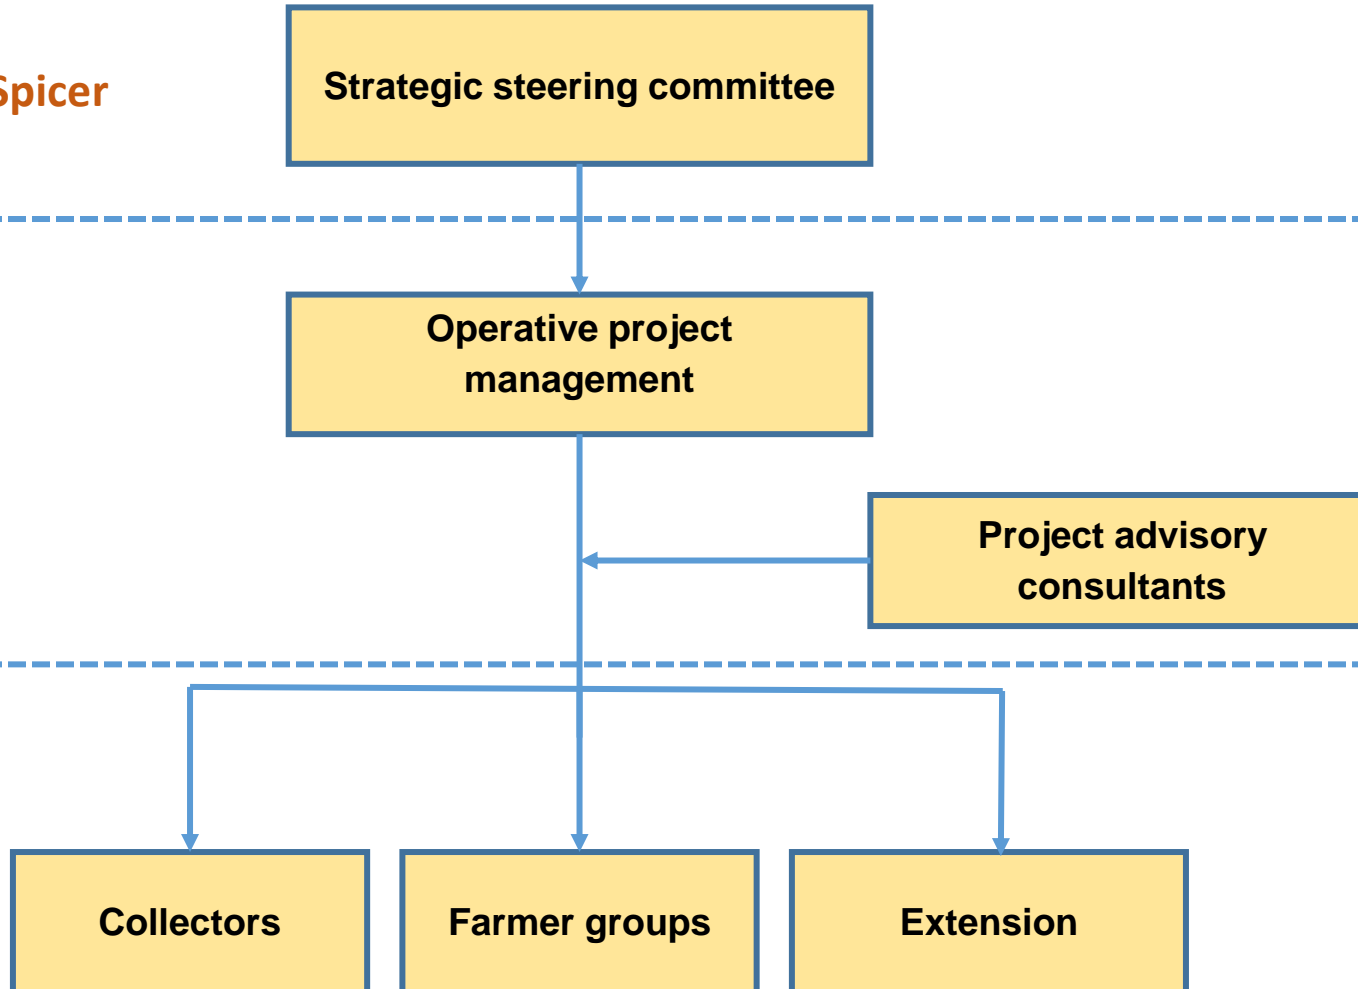 Spicer
Strategic steering committee
Operative project
management
Project advisory
consultants
Collectors
Farmer groups
Extension